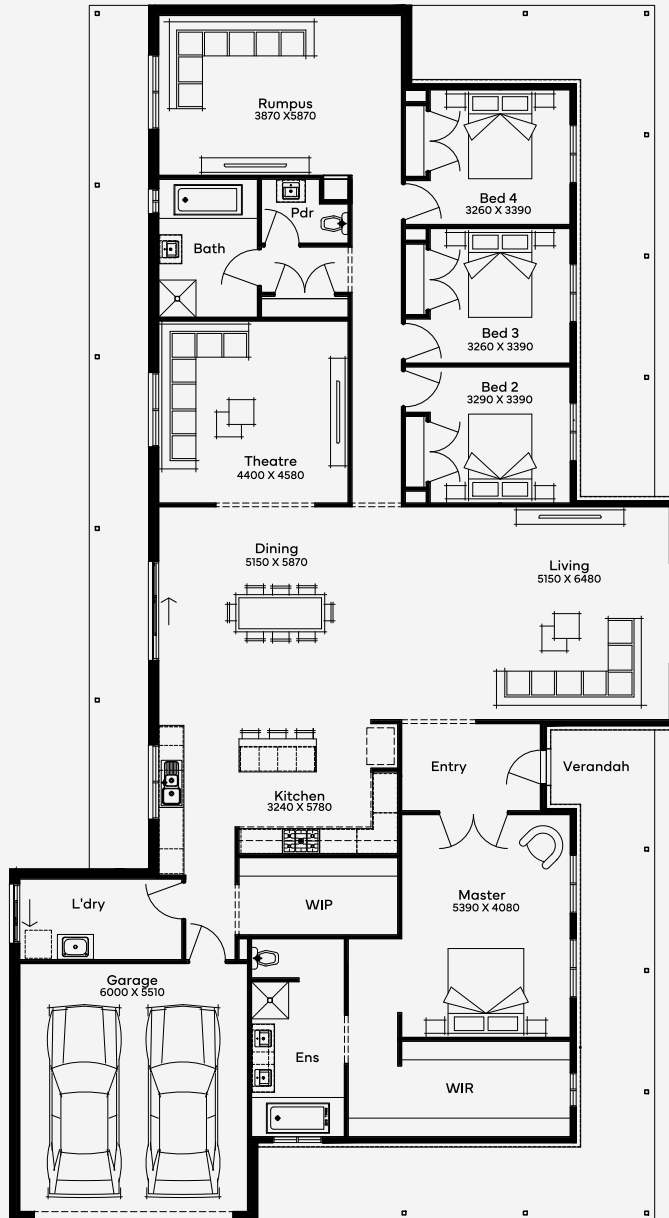 Rumpus
3870 X5870
Bed 4
3260 X 3390
Pdr
Bath
Bed 3
3260 X 3390
Bed 2
3290 X 3390
Theatre
4400 X 4580
Dining
5150 X 5870
Living
5150 X 6480
Entry
Verandah
Kitchen
3240 X 5780
L'dry
WIP
Master
5390 X 4080
Garage
6000 X 5510
Ens
WIR